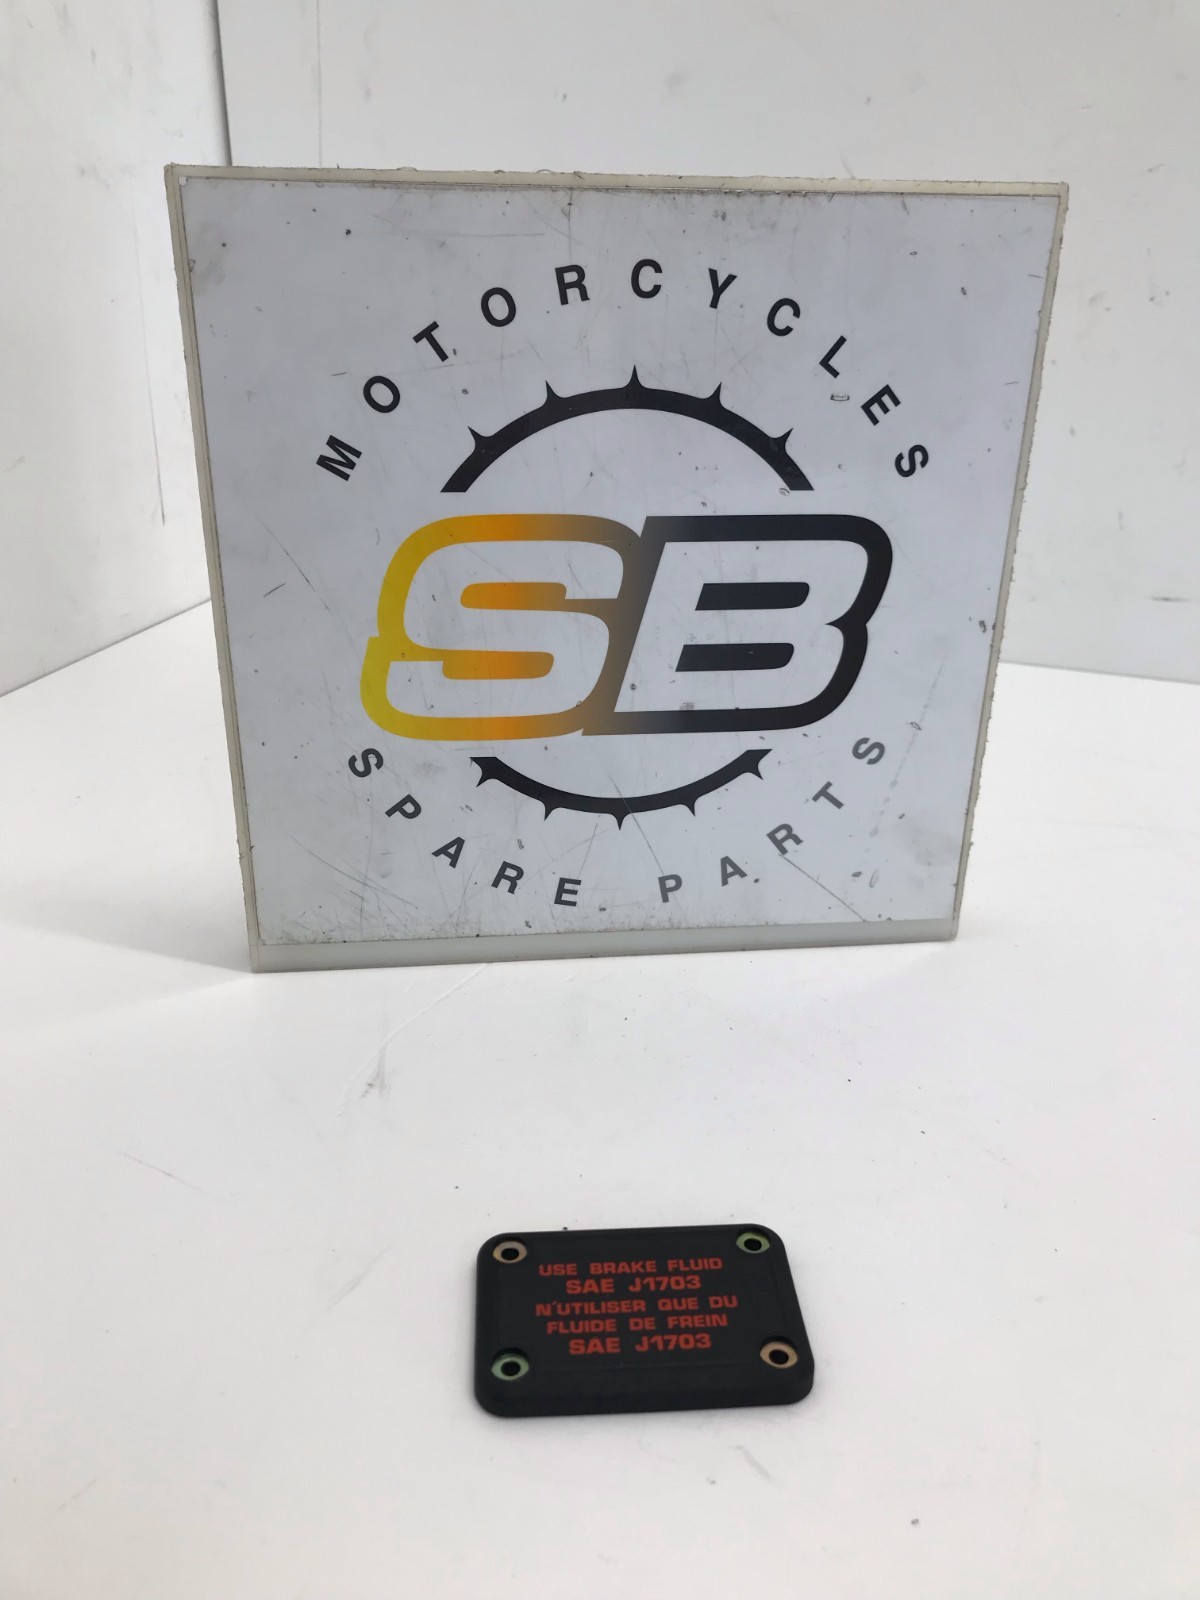 MOTORCYCLES
SB
SPARE PARTS
USE BRAKE FLUID
SAE J1703
N'UTILISER QUE DU
FLUIDE DE FREIN
SAE J1703